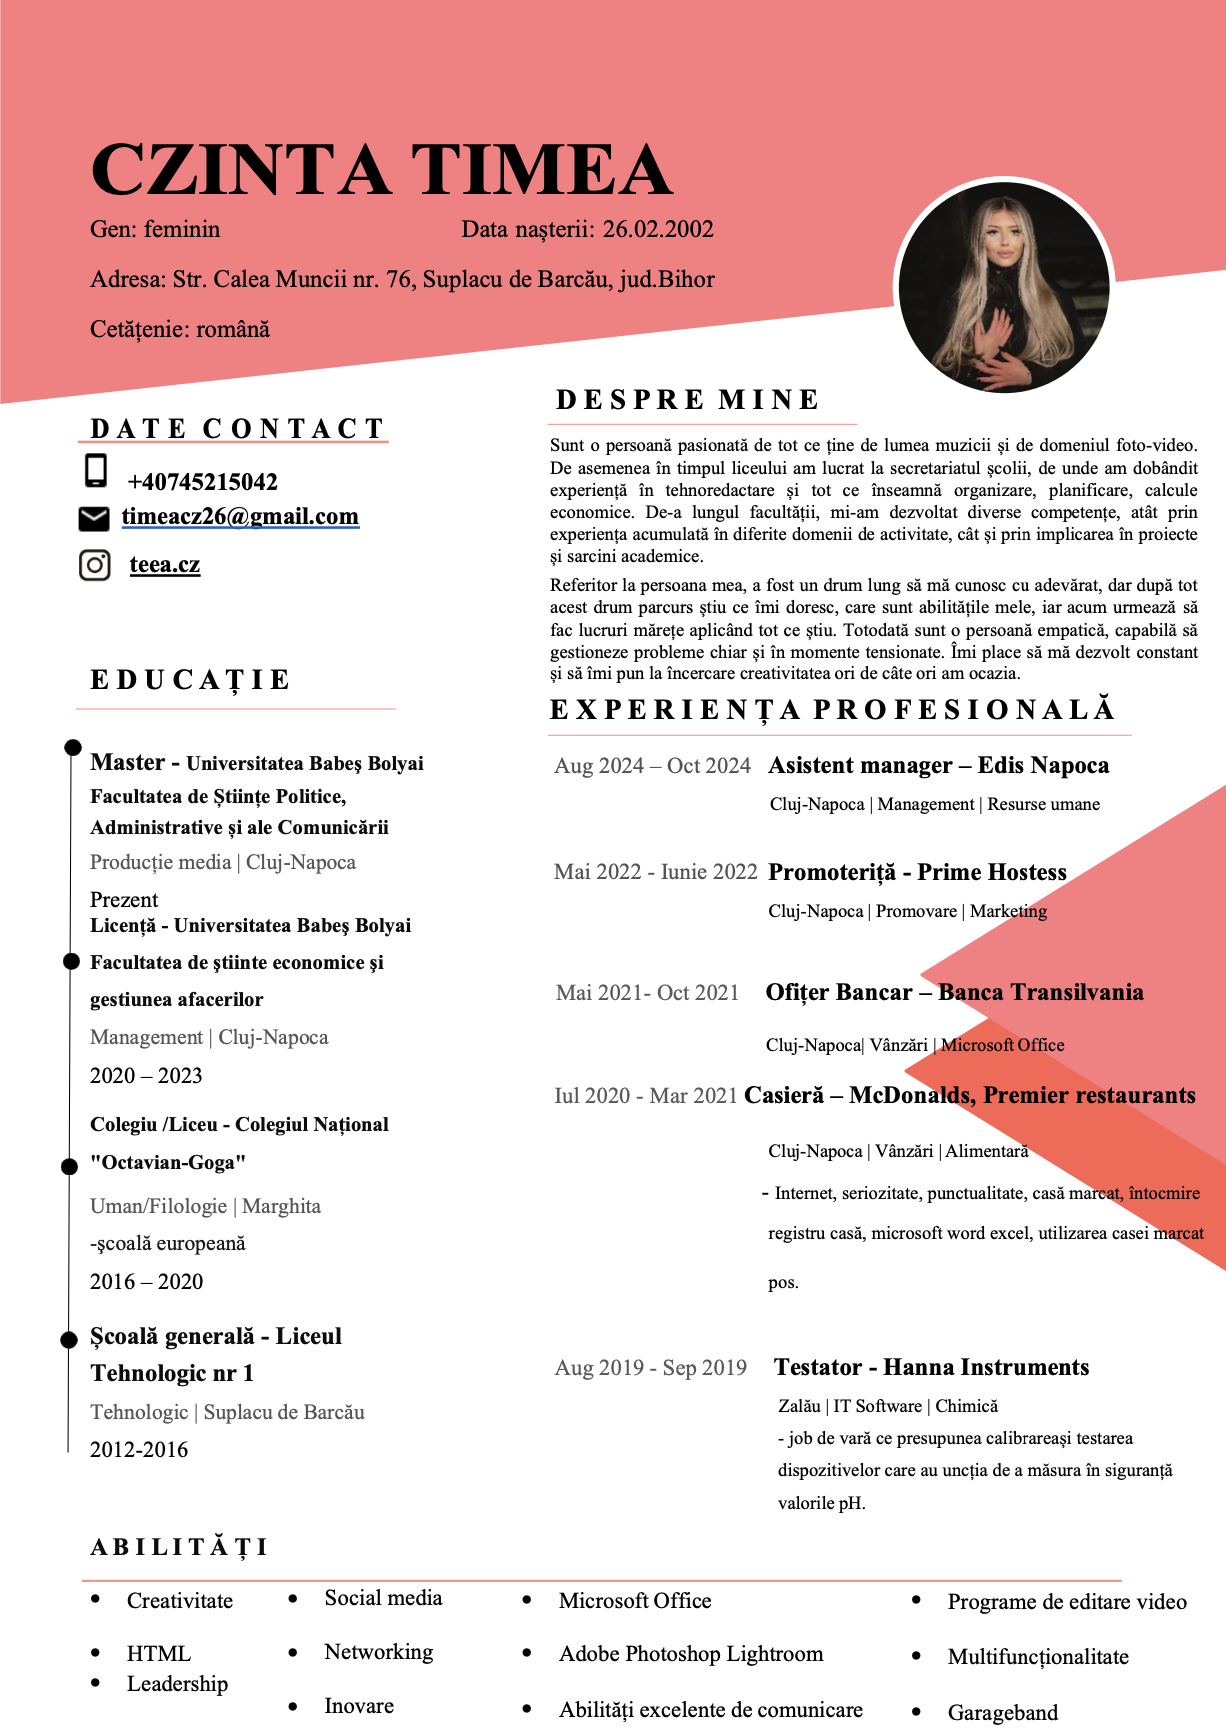 CZINTA TIMEA
Gen: feminin Data nașterii: 26.02.2002
Adresa: Str. Calea Muncii nr. 76, Suplacu de Barcău, jud.Bihor
Cetățenie: română
DATE CONTACT
+40745215042
timeacz26@gmail.com
teea.cz
EDUCAȚIE
Master - Universitatea Babeş Bolyai
Facultatea de Științe Politice,
Administrative și ale Comunicării
Producție media | Cluj-Napoca
Prezent
Licență - Universitatea Babeş Bolyai
Facultatea de ştiinte economice şi
gestiunea afacerilor
Management | Cluj-Napoca
2020 – 2023
Colegiu /Liceu - Colegiul Național
"Octavian-Goga"
Uman/Filologie | Marghita
-şcoală europeană
2016 – 2020
Școală generală - Liceul
Tehnologic nr 1
Tehnologic | Suplacu de Barcău
2012-2016
DESPRE MINE
Sunt o persoană pasionată de tot ce ține de lumea muzicii și de domeniul foto-video.
De asemenea în timpul liceului am lucrat la secretariatul școlii, de unde am dobândit
experiență în tehnoredactare și tot ce înseamnă organizare, planificare, calcule
economice. De-a lungul facultății, mi-am dezvoltat diverse competențe, atât prin
experiența acumulată în diferite domenii de activitate, cât și prin implicarea în proiecte
și sarcini academice.
Referitor la persoana mea, a fost un drum lung să mă cunosc cu adevărat, dar după tot
acest drum parcurs știu ce îmi doresc, care sunt abilitățile mele, iar acum urmează să
fac lucruri mărețe aplicând tot ce știu. Totodată sunt o persoană empatică, capabilă să
gestioneze probleme chiar și în momente tensionate. Îmi place să mă dezvolt constant
și să îmi pun la încercare creativitatea ori de câte ori am ocazia.
EXPERIENȚA PROFESIONALĂ
Aug 2024 – Oct 2024 Asistent manager – Edis Napoca
Cluj-Napoca | Management | Resurse umane
Mai 2022 - Iunie 2022 Promoteriță - Prime Hostess
Cluj-Napoca | Promovare | Marketing
Mai 2021- Oct 2021 Ofițer Bancar – Banca Transilvania
Cluj-Napoca| Vânzări | Microsoft Office
Iul 2020 - Mar 2021 Casieră – McDonalds, Premier restaurants
Cluj-Napoca | Vânzări | Alimentară
- Internet, seriozitate, punctualitate, casă marcat, întocmire
registru casă, microsoft word excel, utilizarea casei marcat
pos.
Aug 2019 - Sep 2019 Testator - Hanna Instruments
Zalău | IT Software | Chimică
- job de vară ce presupunea calibrareași testarea
dispozitivelor care au uncția de a măsura în siguranță
valorile pH.
ABILITĂȚI
• Creativitate
• HTML
• Leadership
• Social media
• Networking
• Inovare
• Microsoft Office
• Adobe Photoshop Lightroom
• Abilități excelente de comunicare
• Programe de editare video
• Multifuncționalitate
• Garageband